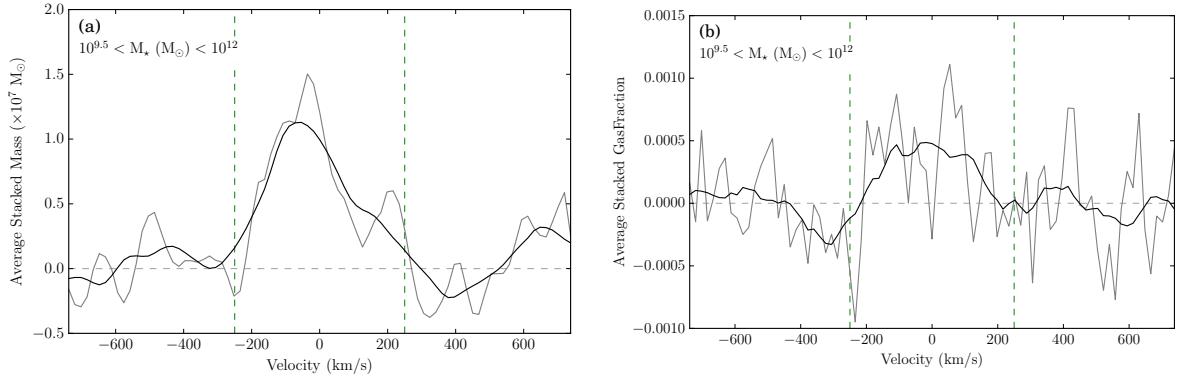 (a)
10^9.5 < M⋆ (M⊙) < 10^12
Average Stacked Mass (×10^7 M⊙)
2.0
1.5
1.0
0.5
0.0
−0.5
−600 −400 −200 0 200 400 600
Velocity (km/s)
(b)
10^9.5 < M⋆ (M⊙) < 10^12
Average Stacked GasFraction
0.0015
0.0010
0.0005
0.0000
−0.0005
−0.0010
−600 −400 −200 0 200 400 600
Velocity (km/s)